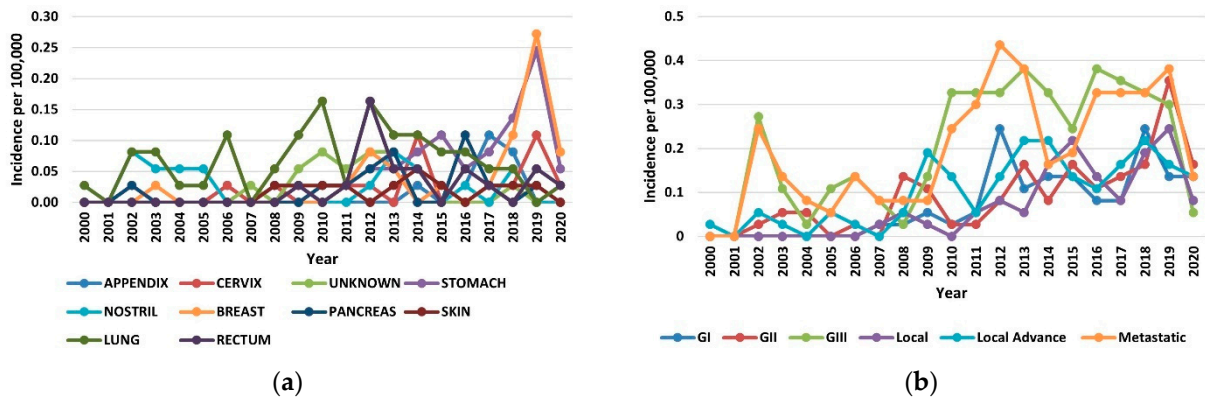 Incidence per 100,000
0.30
0.25
0.20
0.15
0.10
0.05
0.00
2000 2001 2002 2003 2004 2005 2006 2007 2008 2009 2010 2011 2012 2013 2014 2015 2016 2017 2018 2019 2020
Year
APPENDIX CERVIX UNKNOWN STOMACH
NOSTRIL BREAST PANCREAS SKIN
LUNG RECTUM
(a)
Incidence per 100,000
0.5
0.4
0.3
0.2
0.1
0
2000 2001 2002 2003 2004 2005 2006 2007 2008 2009 2010 2011 2012 2013 2014 2015 2016 2017 2018 2019 2020
Year
GI GII GIII Local Local Advance Metastatic
(b)